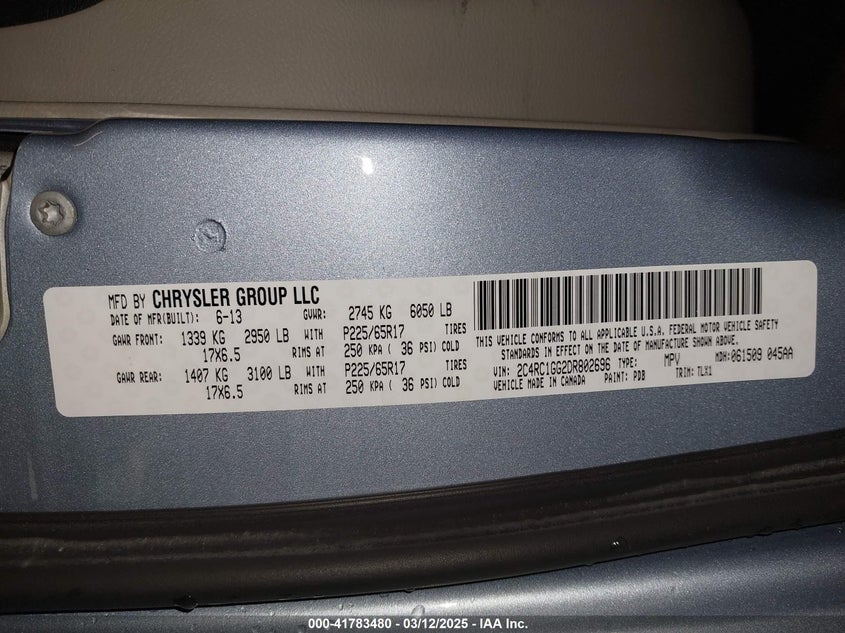 MFD BY CHRYSLER GROUP LLC
DATE OF MFR(BUILT): 6-13 GVWR: 2745 KG 6050 LB
GAWR FRONT: 1339 KG 2950 LB WITH P225/65R17 TIRES
17X6.5 RIMS AT 250 KPA ( 36 PSI) COLD
GAWR REAR: 1407 KG 3100 LB WITH P225/65R17 TIRES
17X6.5 RIMS AT 250 KPA ( 36 PSI) COLD
THIS VEHICLE CONFORMS TO ALL APPLICABLE U.S.A. FEDERAL MOTOR VEHICLE SAFETY
STANDARDS IN EFFECT ON THE DATE OF MANUFACTURE SHOWN ABOVE.
VIN: 2C4RC1GG2DR802696 TYPE: MPV MDH: 061509 045AA
VEHICLE MADE IN CANADA PAINT: PDB TRIM: TLX1
000-41783480 - 03/12/2025 - IAA Inc.